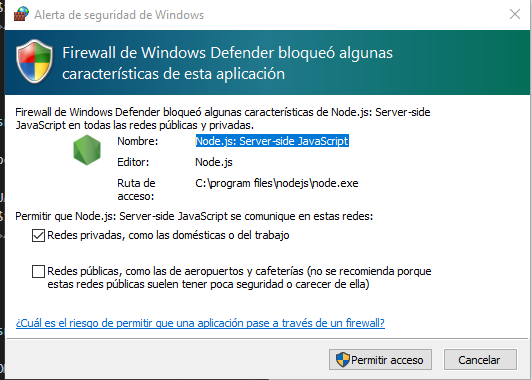 Alerta de seguridad de Windows
Firewall de Windows Defender bloqueó algunas
características de esta aplicación
Firewall de Windows Defender bloqueó algunas características de Node.js: Server-side
JavaScript en todas las redes públicas y privadas.
Nombre: Node.js: Server-side JavaScript
Editor: Node.js
Ruta de
acceso: C:\program files\nodejs\node.exe
Permitir que Node.js: Server-side JavaScript se comunique en estas redes:
Redes privadas, como las domésticas o del trabajo
Redes públicas, como las de aeropuertos y cafeterías (no se recomienda porque
estas redes públicas suelen tener poca seguridad o carecer de ella)
¿Cuál es el riesgo de permitir que una aplicación pase a través de un firewall?
Permitir acceso Cancelar